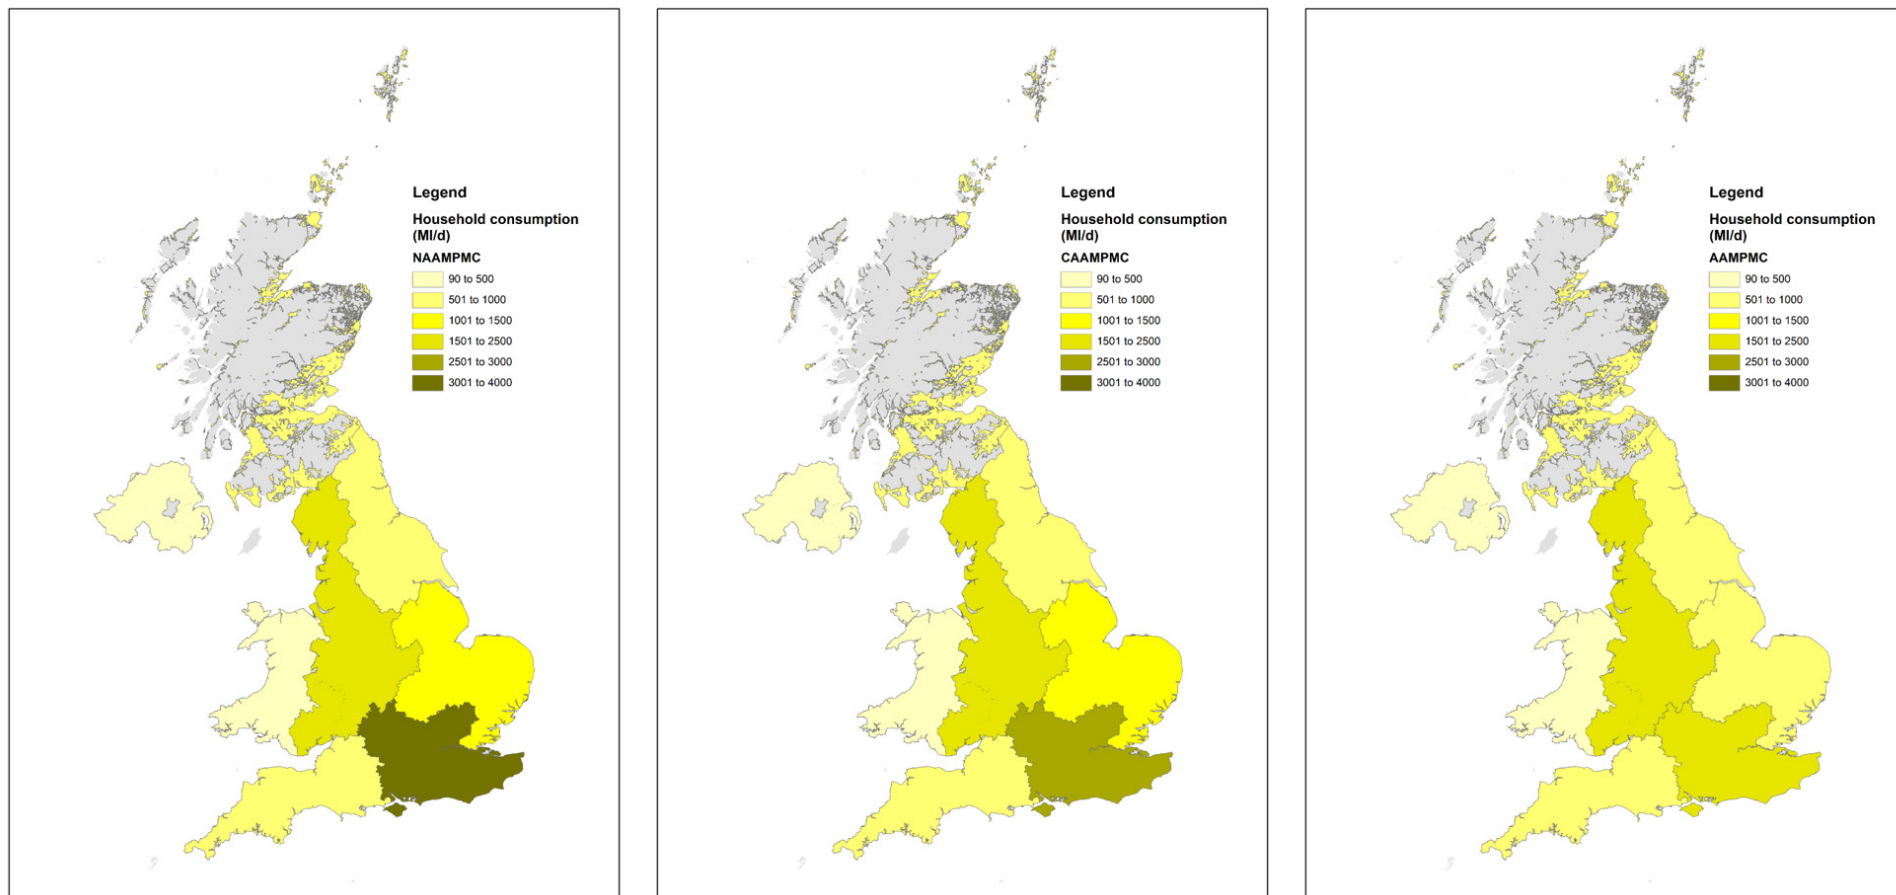 Legend
Household consumption
(Ml/d)
NAAMPMC
90 to 500
501 to 1000
1001 to 1500
1501 to 2500
2501 to 3000
3001 to 4000
Legend
Household consumption
(Ml/d)
CAAMPMC
90 to 500
501 to 1000
1001 to 1500
1501 to 2500
2501 to 3000
3001 to 4000
Legend
Household consumption
(Ml/d)
AAMPMC
90 to 500
501 to 1000
1001 to 1500
1501 to 2500
2501 to 3000
3001 to 4000